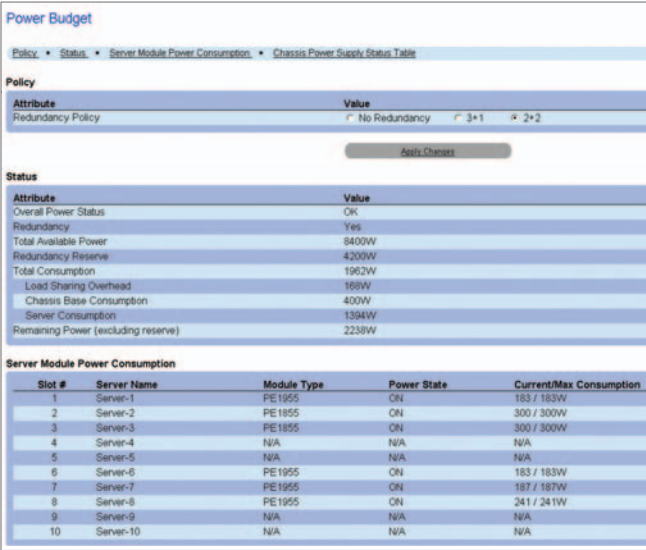 Power Budget
Policy • Status • Server Module Power Consumption • Chassis Power Supply Status Table
Policy
Attribute Value
Redundancy Policy No Redundancy 3+1 2+2
Apply Changes
Status
Attribute Value
Overall Power Status OK
Redundancy Yes
Total Available Power 8400W
Redundancy Reserve 4200W
Total Consumption 1962W
Load Sharing Overhead 168W
Chassis Base Consumption 400W
Server Consumption 1394W
Remaining Power (excluding reserve) 2238W
Server Module Power Consumption
Slot # Server Name Module Type Power State Current/Max Consumption
1 Server-1 PE1955 ON 183 / 183W
2 Server-2 PE1855 ON 300 / 300W
3 Server-3 PE1855 ON 300 / 300W
4 Server-4 N/A N/A N/A
5 Server-5 N/A N/A N/A
6 Server-6 PE1955 ON 183 / 183W
7 Server-7 PE1955 ON 187 / 187W
8 Server-8 PE1955 ON 241 / 241W
9 Server-9 N/A N/A N/A
10 Server-10 N/A N/A N/A